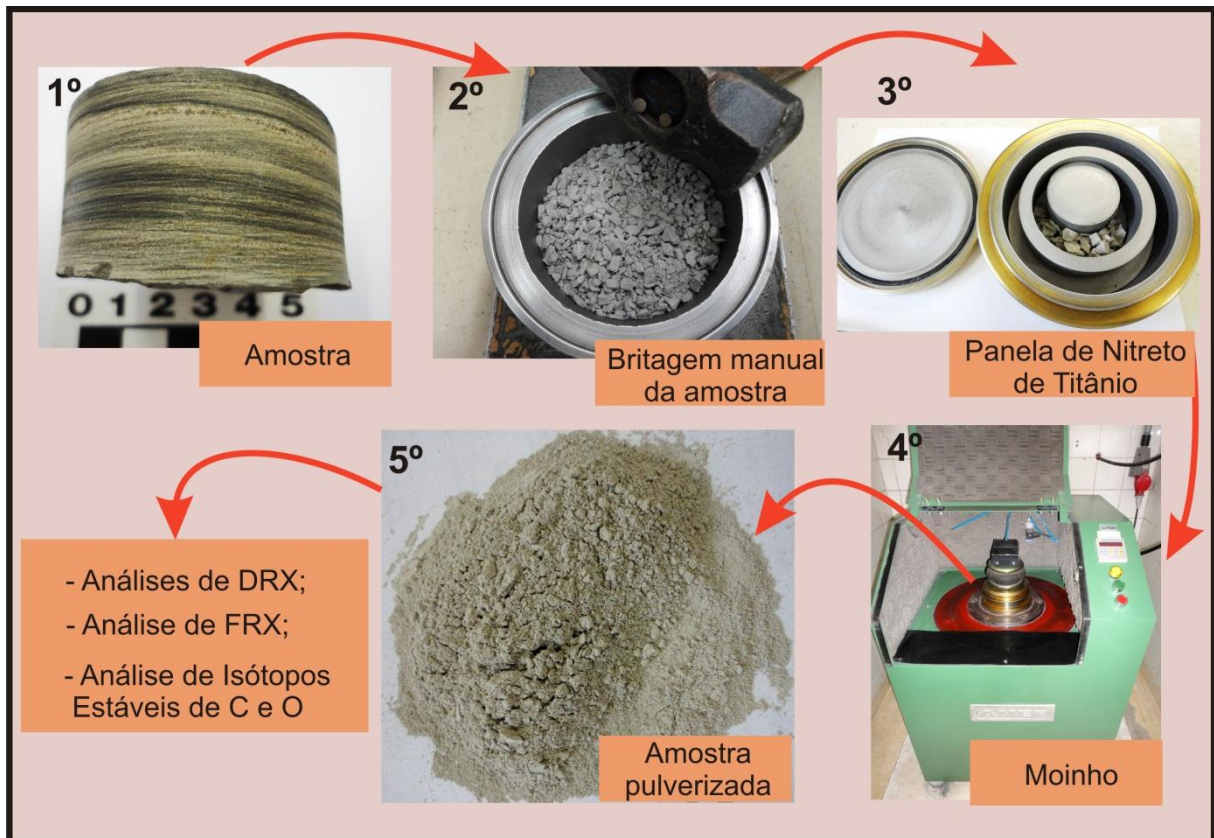 1º
0 1 2 3 4 5
Amostra
2º
Britagem manual
da amostra
3º
Panela de Nitreto
de Titânio
4º
Moinho
5º
Amostra
pulverizada
- Análises de DRX;
- Análise de FRX;
- Análise de Isótopos
Estáveis de C e O